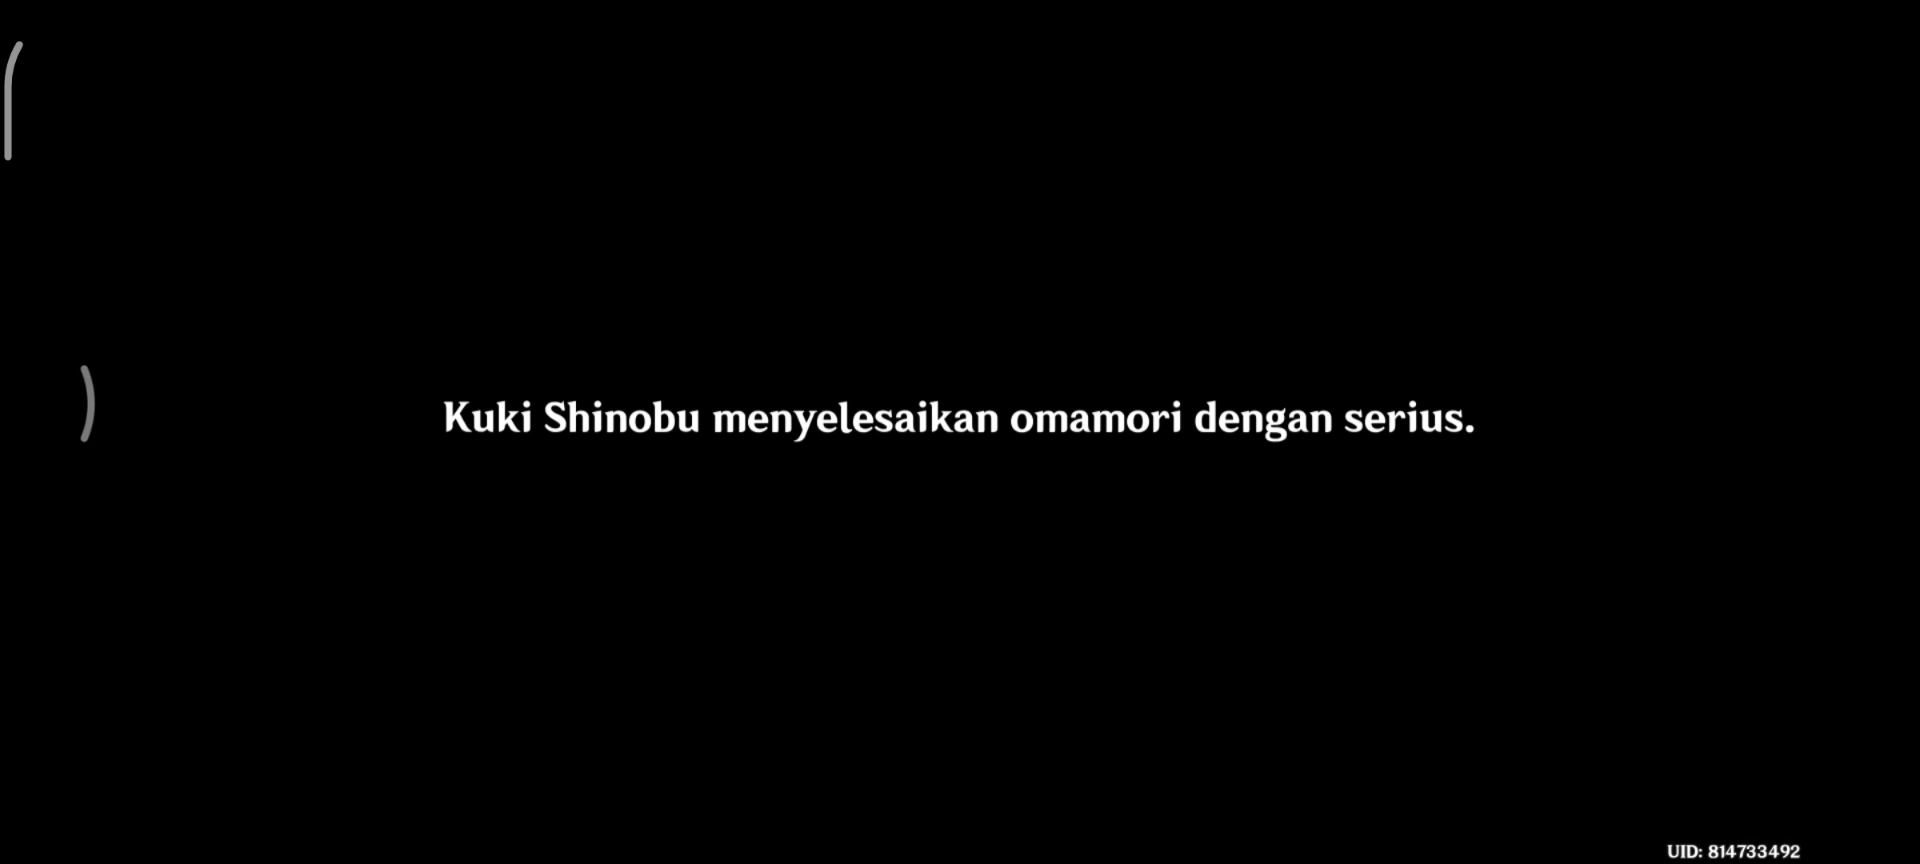 Kuki Shinobu menyelesaikan omamori dengan serius.
UID: 814733492